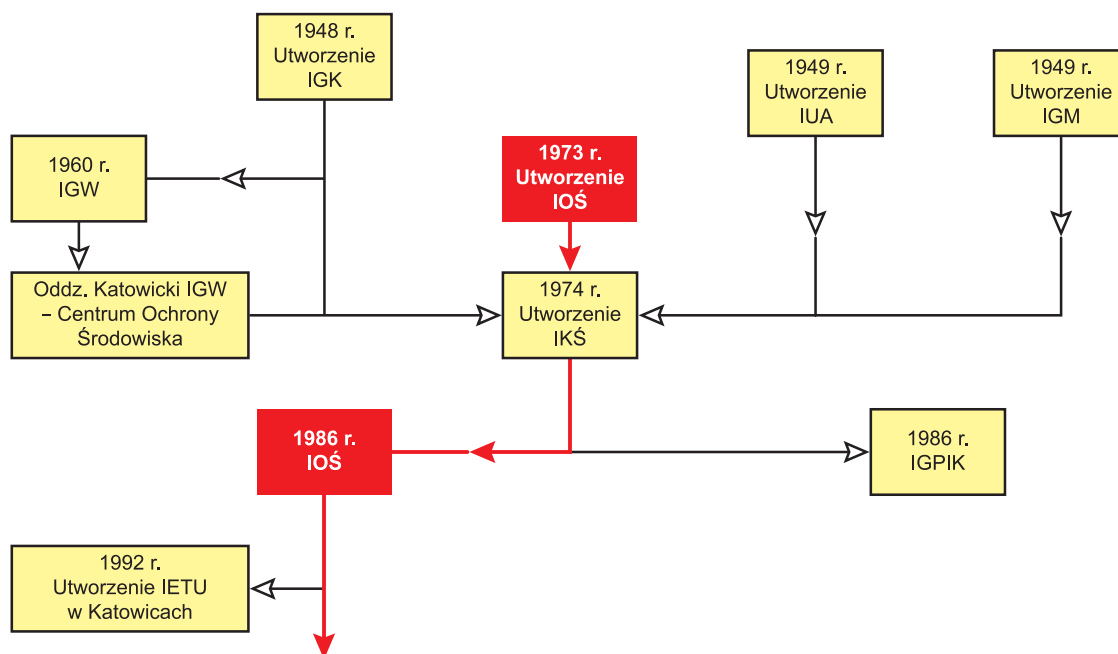 1948 r.
Utworzenie
IGK
1949 r.
Utworzenie
IUA
1949 r.
Utworzenie
IGM
1960 r.
IGW
1973 r.
Utworzenie
IOŚ
Oddz. Katowicki IGW
– Centrum Ochrony
Środowiska
1974 r.
Utworzenie
IKŚ
1986 r.
IOŚ
1986 r.
IGPIK
1992 r.
Utworzenie IETU
w Katowicach